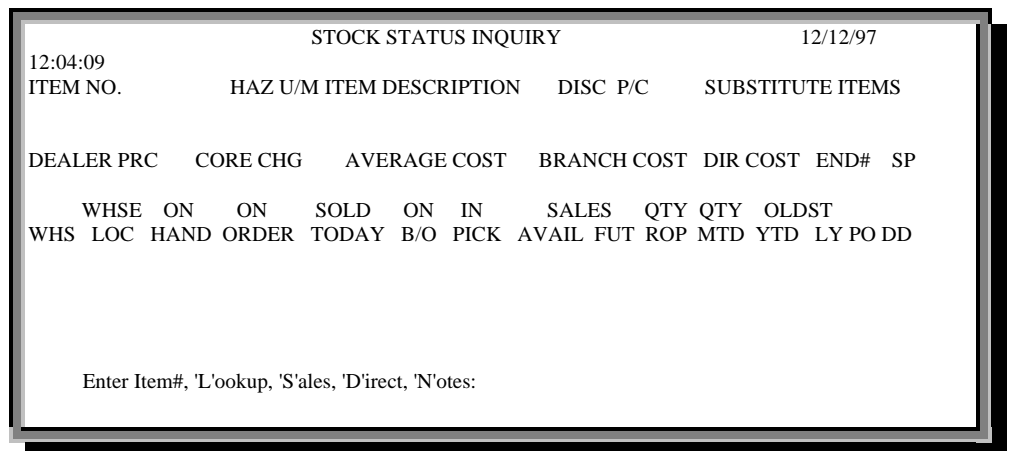 STOCK STATUS INQUIRY 12/12/97
12:04:09
ITEM NO. HAZ U/M ITEM DESCRIPTION DISC P/C SUBSTITUTE ITEMS
DEALER PRC CORE CHG AVERAGE COST BRANCH COST DIR COST END# SP
WHSE ON ON SOLD ON IN SALES QTY QTY OLDST
WHS LOC HAND ORDER TODAY B/O PICK AVAIL FUT ROP MTD YTD LY PO DD
Enter Item#, 'L'ookup, 'S'ales, 'D'irect, 'N'otes: